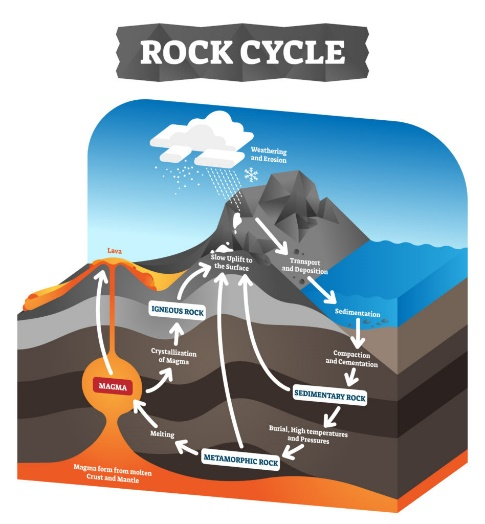 ROCK CYCLE
Weathering
and Erosion
Lava
Slow Uplift to
the Surface
Transport
and Deposition
IGNEOUS ROCK
Sedimentation
Crystallization
of Magma
Compaction
and Cementation
MAGMA
SEDIMENTARY ROCK
Melting
Burial, High temperatures
and Pressures
METAMORPHIC ROCK
Magma form from molten
Crust and Mantle